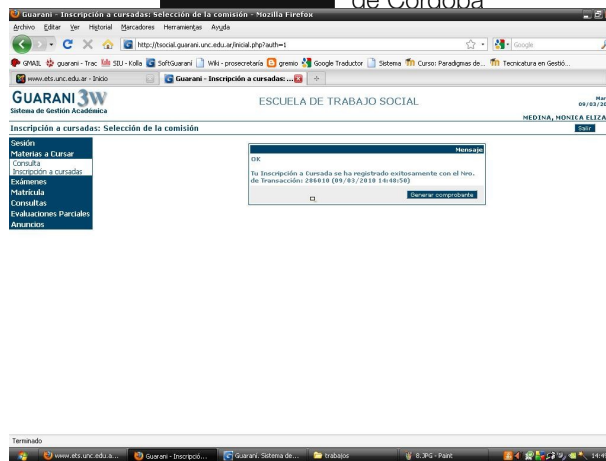 de Córdoba
Guarani - Inscripción a cursadas: Selección de la comisión - Mozilla Firefox
Archivo Editar Ver Historial Marcadores Herramientas Ayuda
http://tsocial.guarani.unc.edu.ar/inicial.php?auth=1
Google
GMAIL guarani - Trac SIU - Kolla SoftGuarani Wiki - prosecretaría gremio Google Traductor Sistema Curso: Paradigmas de... Tecnicatura en Gestió...
www.ets.unc.edu.ar - Inicio
Guarani - Inscripción a cursadas: ...
GUARANI 3W
Sistema de Gestión Académica
ESCUELA DE TRABAJO SOCIAL
Mar
09/03/20
MEDINA, MONICA ELIZA
Inscripción a cursadas: Selección de la comisión
Salir
Sesión
Materias a Cursar
Consulta
Inscripción a cursadas
Exámenes
Matrícula
Consultas
Evaluaciones Parciales
Anuncios
Mensaje
OK
Tu Inscripción a Cursada se ha registrado exitosamente con el Nro.
de Transacción: 286010 (09/03/2010 14:48:50)
Generar comprobante
Terminado
www.ets.unc.edu.a... Guarani - Inscripció... Guarani. Sistema de... trabajos 8.JPG - Paint